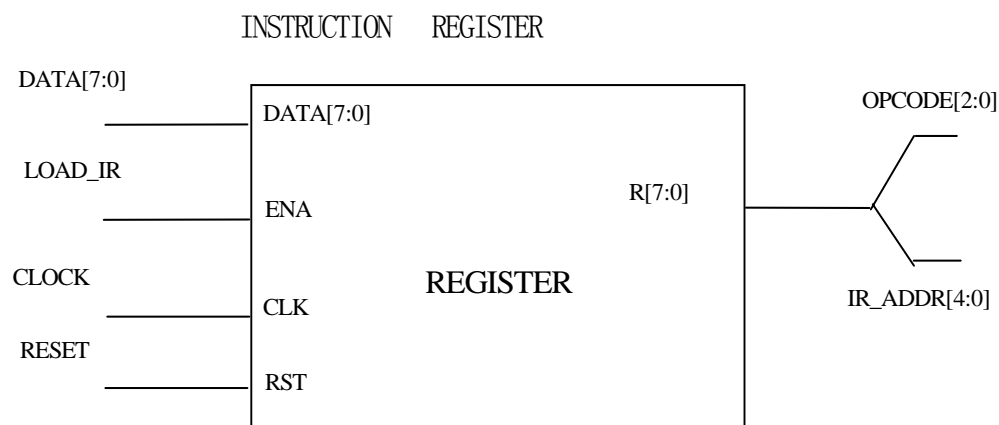 INSTRUCTION REGISTER
DATA[7:0]
DATA[7:0]
OPCODE[2:0]
LOAD_IR
ENA
R[7:0]
CLOCK
REGISTER
CLK
IR_ADDR[4:0]
RESET
RST